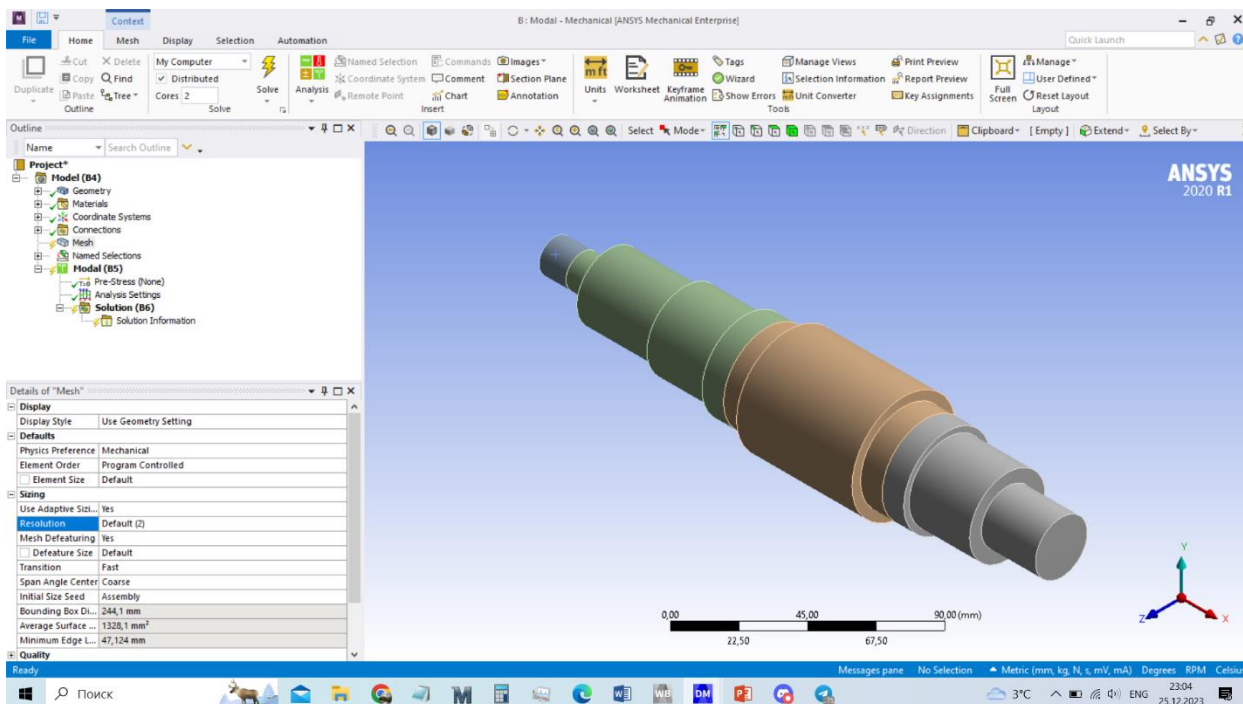 Context
B : Modal - Mechanical [ANSYS Mechanical Enterprise]
File Home Mesh Display Selection Automation Quick Launch
Duplicate Cut Copy Paste Delete Find Tree Outline
My Computer Distributed Cores 2 Solve Solve
Analysis Named Selection Coordinate System Remote Point Commands Comment Chart Images Section Plane Annotation Insert
Units Worksheet Keyframe Animation Tags Wizard Show Errors Manage Views Selection Information Unit Converter Print Preview Report Preview Key Assignments Tools
Full Screen Manage User Defined Reset Layout Layout
Outline
Name Search Outline
Select Mode Direction Clipboard [ Empty ] Extend Select By
Project*
Model (B4)
Geometry
Materials
Coordinate Systems
Connections
Mesh
Named Selections
Modal (B5)
Pre-Stress (None)
Analysis Settings
Solution (B6)
Solution Information
ANSYS
2020 R1
Details of "Mesh"
Display
Display Style Use Geometry Setting
Defaults
Physics Preference Mechanical
Element Order Program Controlled
Element Size Default
Sizing
Use Adaptive Sizi... Yes
Resolution Default (2)
Mesh Defeaturing Yes
Defeature Size Default
Transition Fast
Span Angle Center Coarse
Initial Size Seed Assembly
Bounding Box Di... 244,1 mm
Average Surface ... 1328,1 mm²
Minimum Edge L... 47,124 mm
Quality
0,00 45,00 90,00 (mm)
22,50 67,50
Y
Z X
Ready Messages pane No Selection Metric (mm, kg, N, s, mV, mA) Degrees RPM Celsius
Поиск 3°C ENG 23:04
25.12.2023